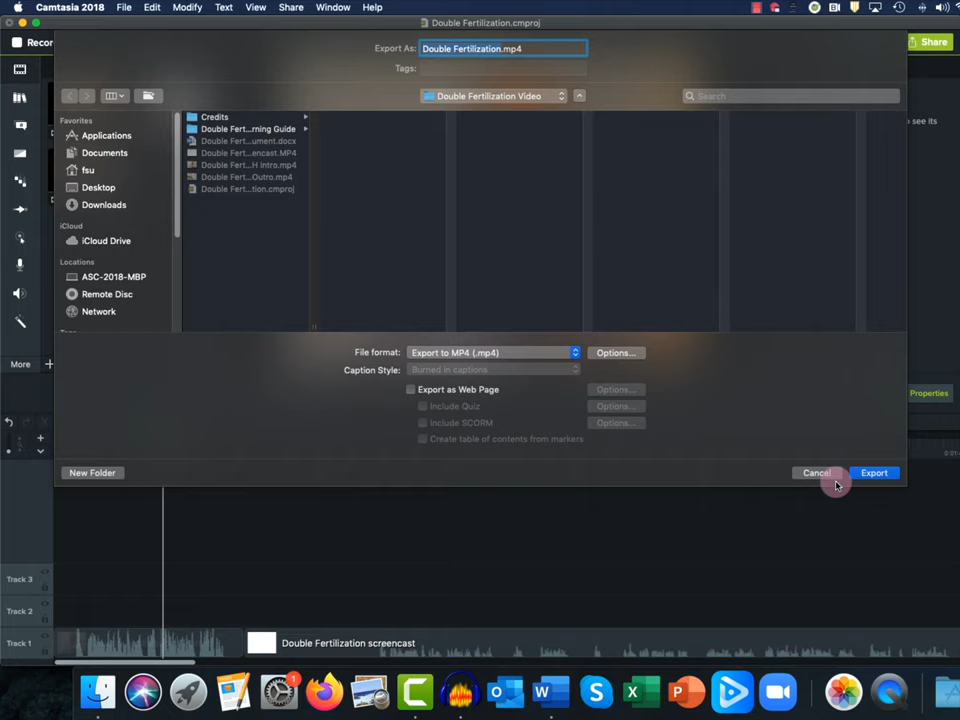 Camtasia 2018 File Edit Modify Text View Share Window Help
Double Fertilization.cmproj
Recor
Export As: Double Fertilization.mp4
Share
Tags:
Double Fertilization Video
Search
Favorites
Applications
Documents
fsu
Desktop
Downloads
iCloud
iCloud Drive
Locations
ASC-2018-MBP
Remote Disc
Network
Credits
Double Fert...rning Guide
Double Fert...ument.docx
Double Fert...encast.MP4
Double Fert...H Intro.mp4
Double Fert...Outro.mp4
Double Fert...tion.cmproj
see its
File format: Export to MP4 (.mp4) Options...
Caption Style: Burned in captions
Export as Web Page Options...
Include Quiz Options...
Include SCORM Options...
Create table of contents from markers
More
Properties
New Folder Cancel Export
Track 3
Track 2
Track 1 Double Fertilization screencast
1